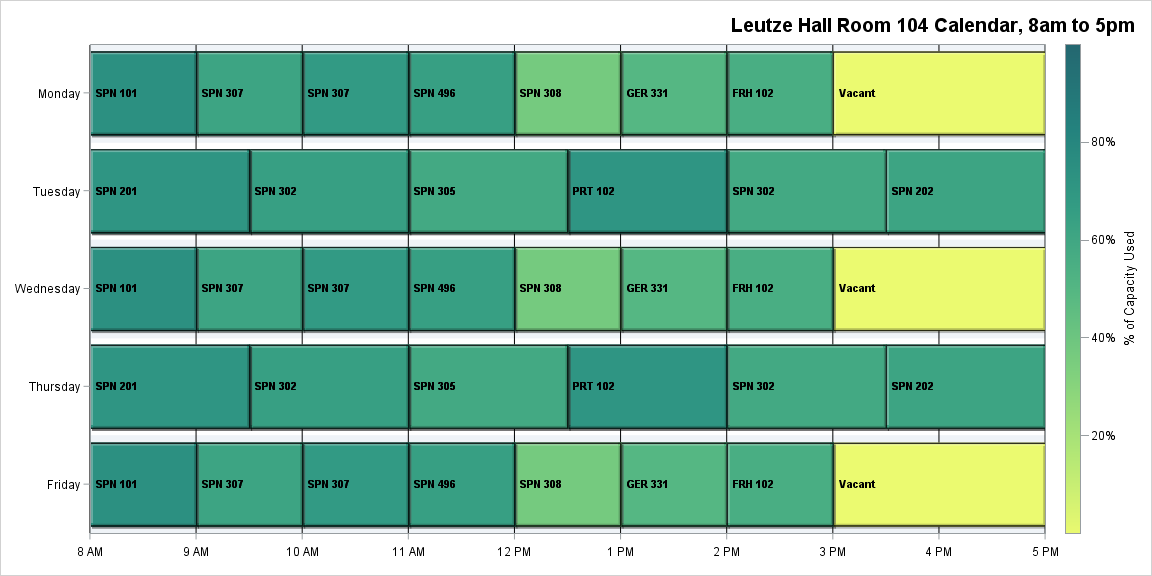 Leutze Hall Room 104 Calendar, 8am to 5pm
Monday
SPN 101
SPN 307
SPN 307
SPN 496
SPN 308
GER 331
FRH 102
Vacant
Tuesday
SPN 201
SPN 302
SPN 305
PRT 102
SPN 302
SPN 202
Wednesday
SPN 101
SPN 307
SPN 307
SPN 496
SPN 308
GER 331
FRH 102
Vacant
Thursday
SPN 201
SPN 302
SPN 305
PRT 102
SPN 302
SPN 202
Friday
SPN 101
SPN 307
SPN 307
SPN 496
SPN 308
GER 331
FRH 102
Vacant
8 AM
9 AM
10 AM
11 AM
12 PM
1 PM
2 PM
3 PM
4 PM
5 PM
80%
60%
40%
20%
% of Capacity Used